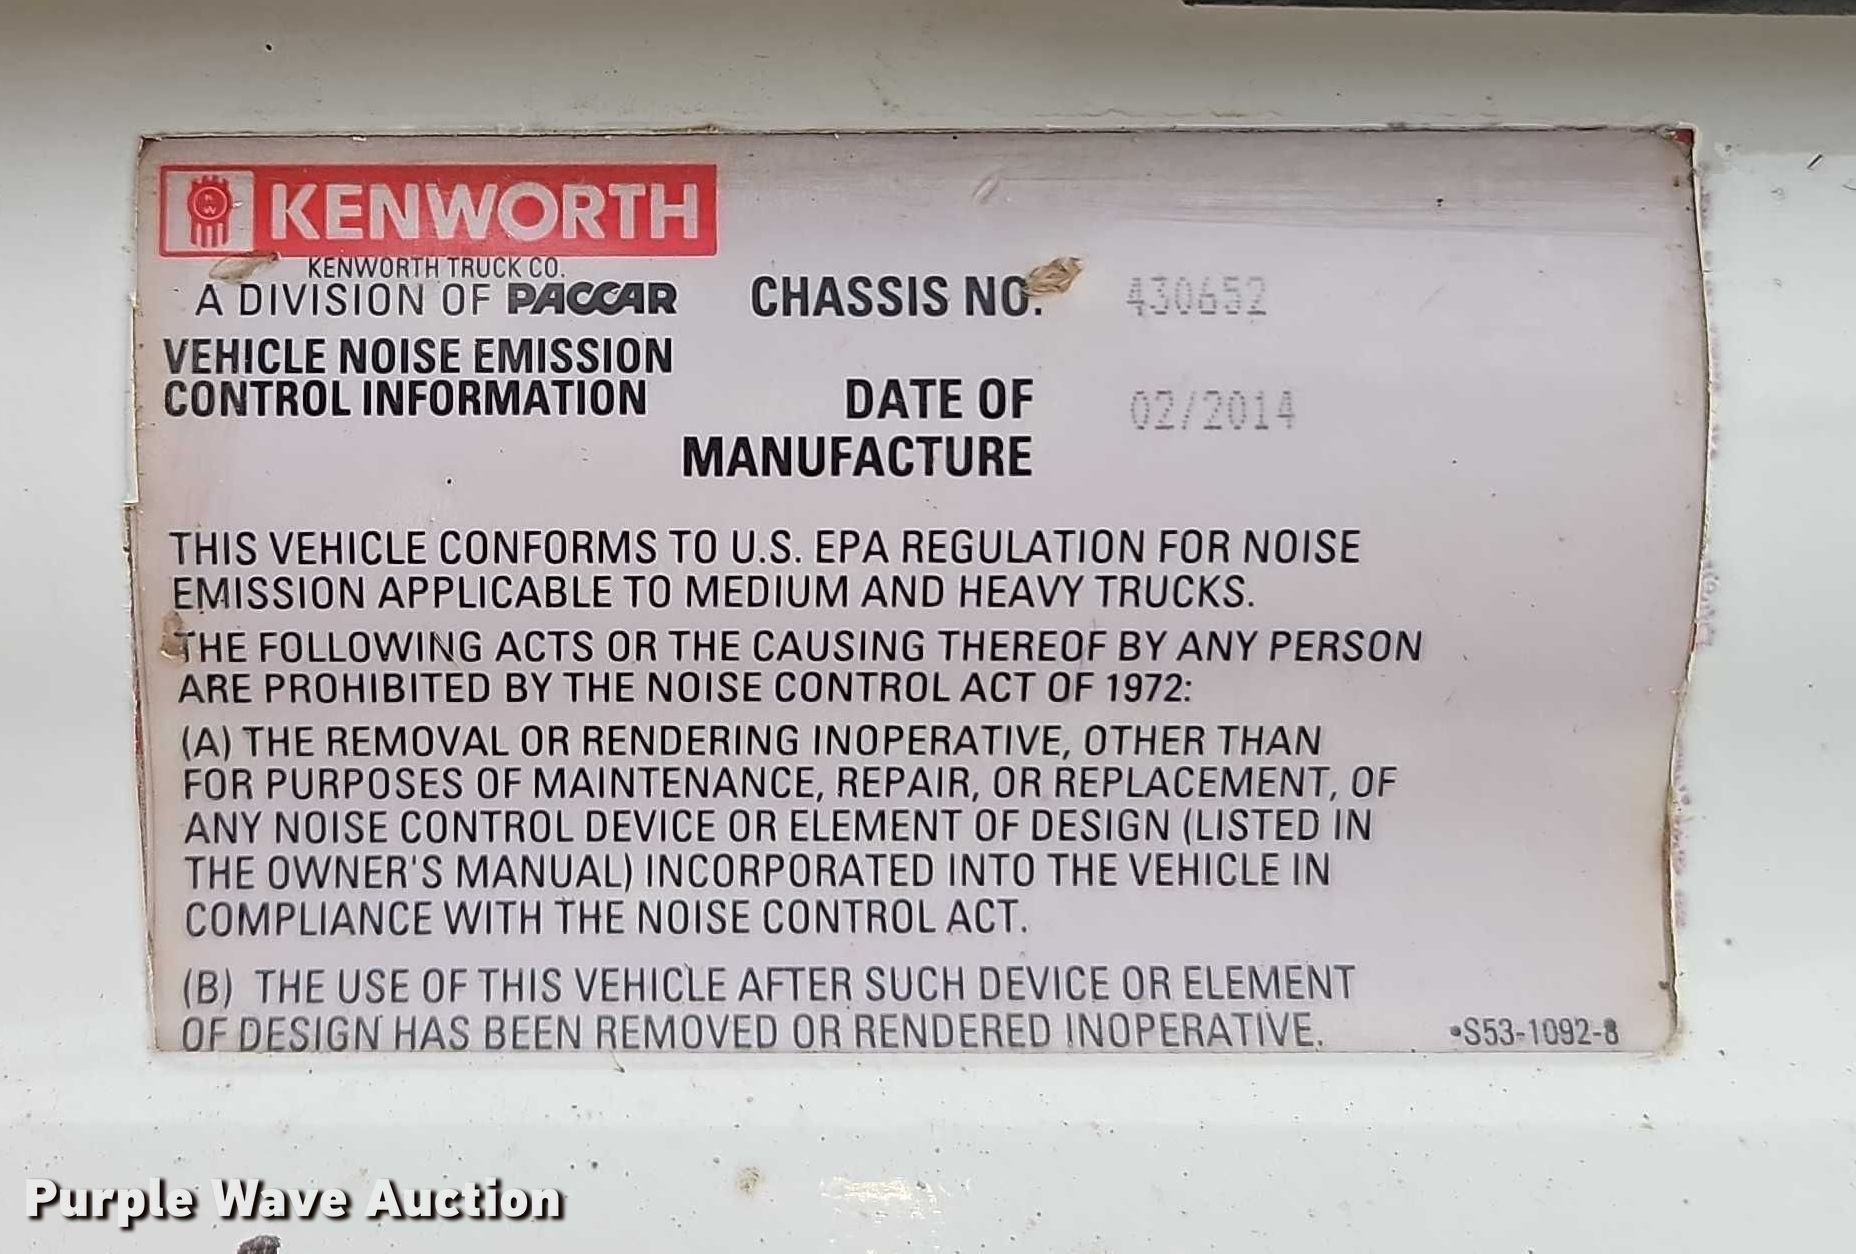 KENWORTH
KENWORTH TRUCK CO.
A DIVISION OF PACCAR
CHASSIS NO. 430652
VEHICLE NOISE EMISSION
CONTROL INFORMATION
DATE OF 02/2014
MANUFACTURE
THIS VEHICLE CONFORMS TO U.S. EPA REGULATION FOR NOISE
EMISSION APPLICABLE TO MEDIUM AND HEAVY TRUCKS.
THE FOLLOWING ACTS OR THE CAUSING THEREOF BY ANY PERSON
ARE PROHIBITED BY THE NOISE CONTROL ACT OF 1972:
(A) THE REMOVAL OR RENDERING INOPERATIVE, OTHER THAN
FOR PURPOSES OF MAINTENANCE, REPAIR, OR REPLACEMENT, OF
ANY NOISE CONTROL DEVICE OR ELEMENT OF DESIGN (LISTED IN
THE OWNER'S MANUAL) INCORPORATED INTO THE VEHICLE IN
COMPLIANCE WITH THE NOISE CONTROL ACT.
(B) THE USE OF THIS VEHICLE AFTER SUCH DEVICE OR ELEMENT
OF DESIGN HAS BEEN REMOVED OR RENDERED INOPERATIVE.
•S53-1092-8
Purple Wave Auction